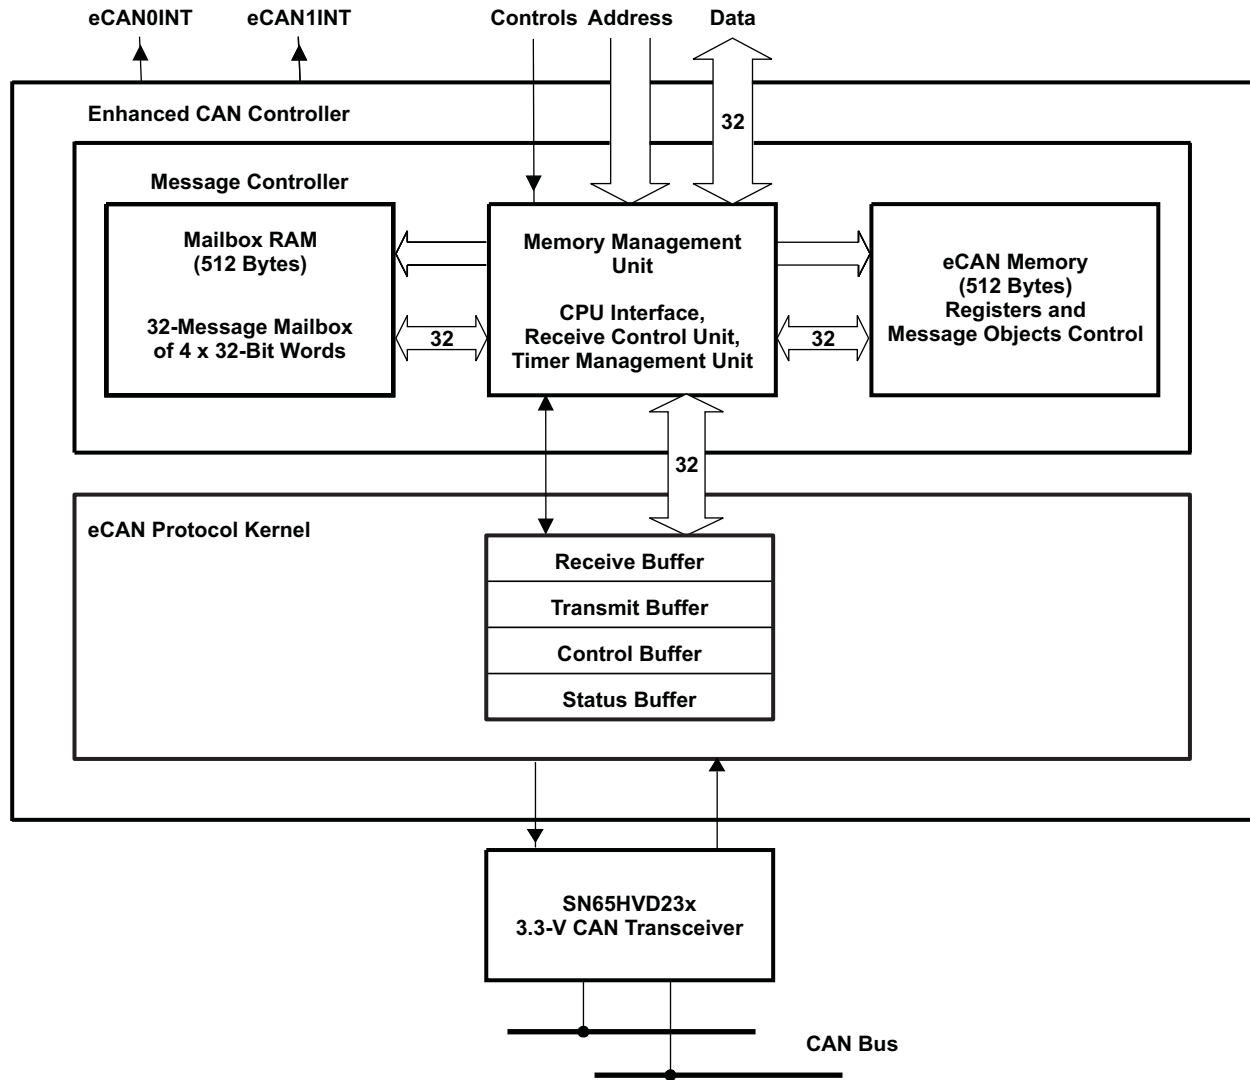 eCAN0INT eCAN1INT Controls Address Data
32
Enhanced CAN Controller
Message Controller
Mailbox RAM
(512 Bytes)
32-Message Mailbox
of 4 x 32-Bit Words
32
Memory Management
Unit
CPU Interface,
Receive Control Unit,
Timer Management Unit
32
eCAN Memory
(512 Bytes)
Registers and
Message Objects Control
32
eCAN Protocol Kernel
Receive Buffer
Transmit Buffer
Control Buffer
Status Buffer
SN65HVD23x
3.3-V CAN Transceiver
CAN Bus